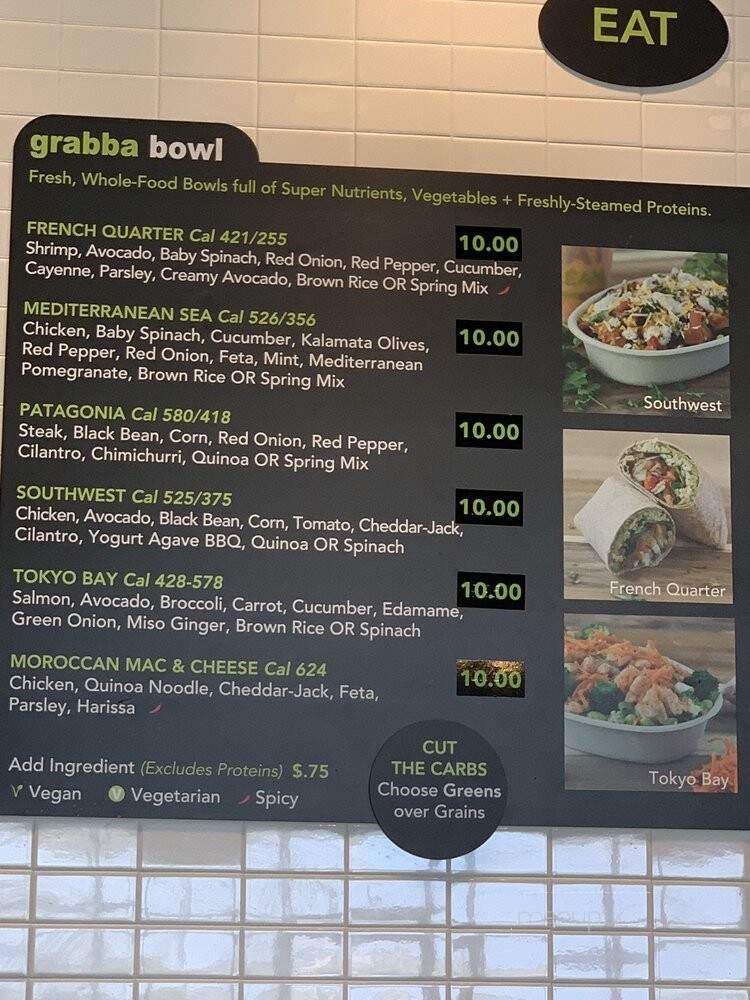 EAT
grabba bowl
Fresh, Whole-Food Bowls full of Super Nutrients, Vegetables + Freshly-Steamed Proteins.
FRENCH QUARTER Cal 421/255 10.00
Shrimp, Avocado, Baby Spinach, Red Onion, Red Pepper, Cucumber,
Cayenne, Parsley, Creamy Avocado, Brown Rice OR Spring Mix
MEDITERRANEAN SEA Cal 526/356 10.00
Chicken, Baby Spinach, Cucumber, Kalamata Olives,
Red Pepper, Red Onion, Feta, Mint, Mediterranean
Pomegranate, Brown Rice OR Spring Mix
PATAGONIA Cal 580/418 10.00
Steak, Black Bean, Corn, Red Onion, Red Pepper,
Cilantro, Chimichurri, Quinoa OR Spring Mix
SOUTHWEST Cal 525/375 10.00
Chicken, Avocado, Black Bean, Corn, Tomato, Cheddar-Jack,
Cilantro, Yogurt Agave BBQ, Quinoa OR Spinach
TOKYO BAY Cal 428-578 10.00
Salmon, Avocado, Broccoli, Carrot, Cucumber, Edamame,
Green Onion, Miso Ginger, Brown Rice OR Spinach
MOROCCAN MAC & CHEESE Cal 624 10.00
Chicken, Quinoa Noodle, Cheddar-Jack, Feta,
Parsley, Harissa
Add Ingredient (Excludes Proteins) $.75
V Vegan V Vegetarian Spicy
CUT
THE CARBS
Choose Greens
over Grains
Southwest
French Quarter
Tokyo Bay